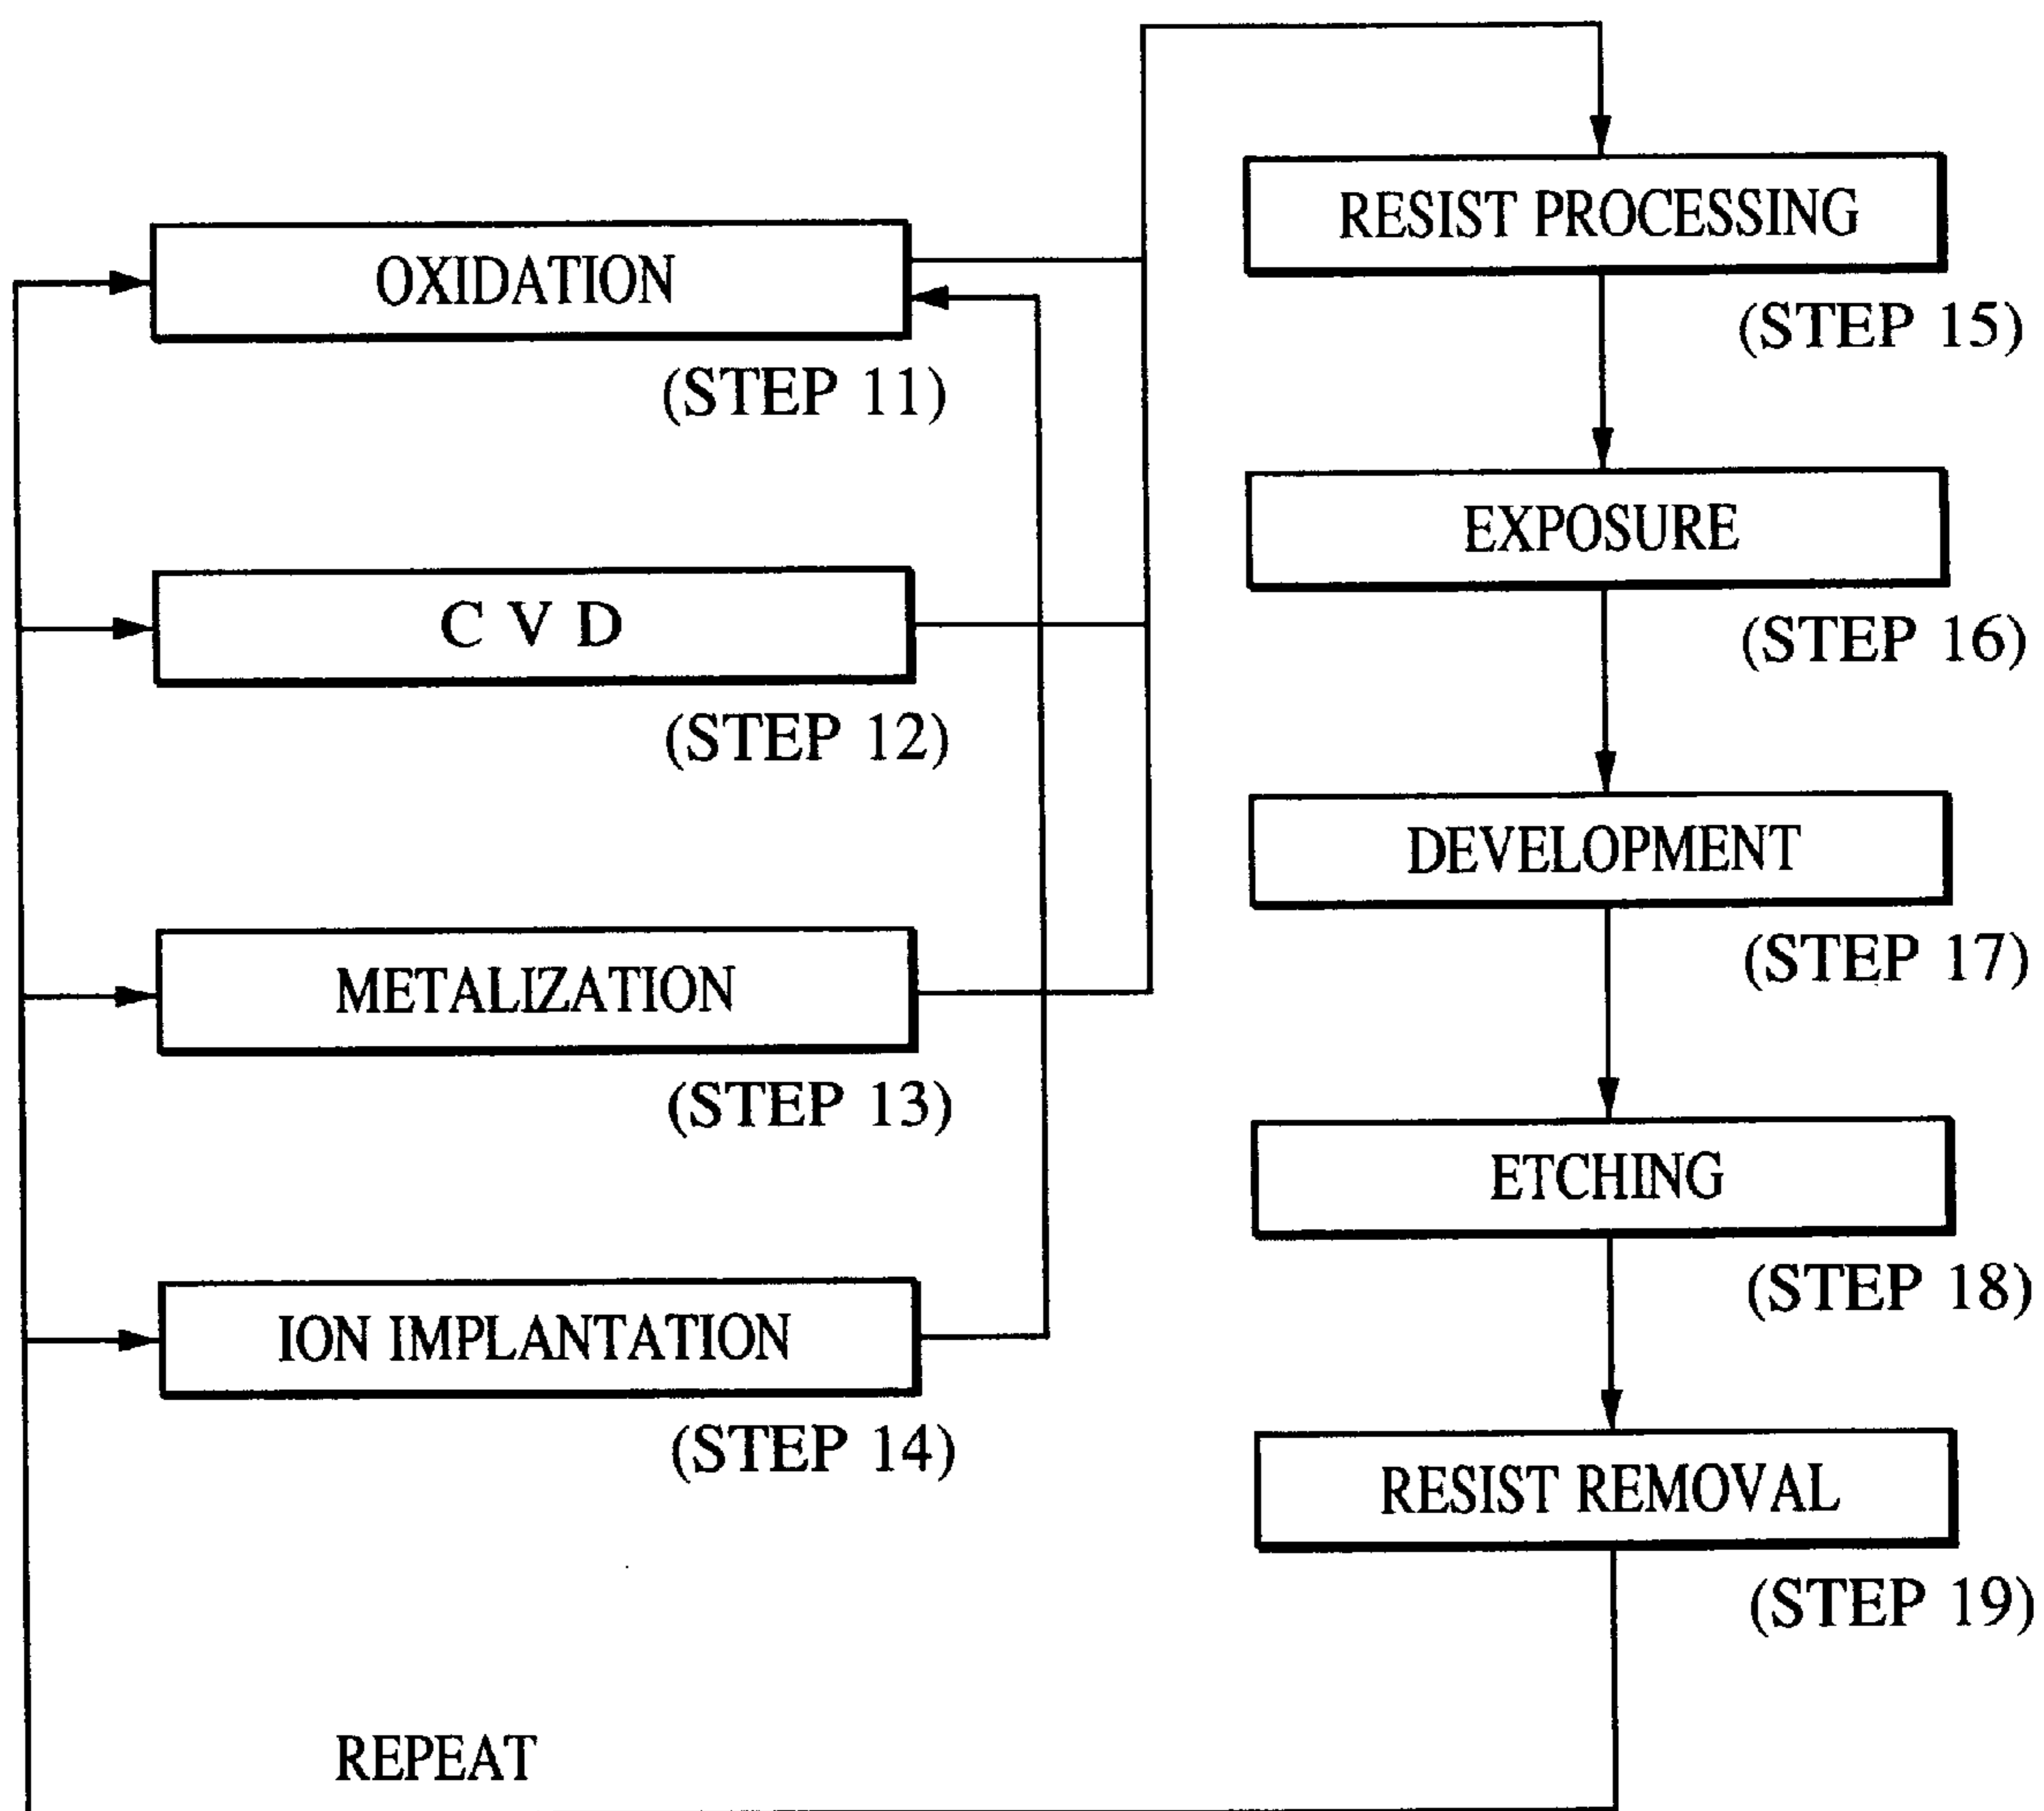 OXIDATION
(STEP 11)
C V D
(STEP 12)
METALIZATION
(STEP 13)
ION IMPLANTATION
(STEP 14)
REPEAT
RESIST PROCESSING
(STEP 15)
EXPOSURE
(STEP 16)
DEVELOPMENT
(STEP 17)
ETCHING
(STEP 18)
RESIST REMOVAL
(STEP 19)